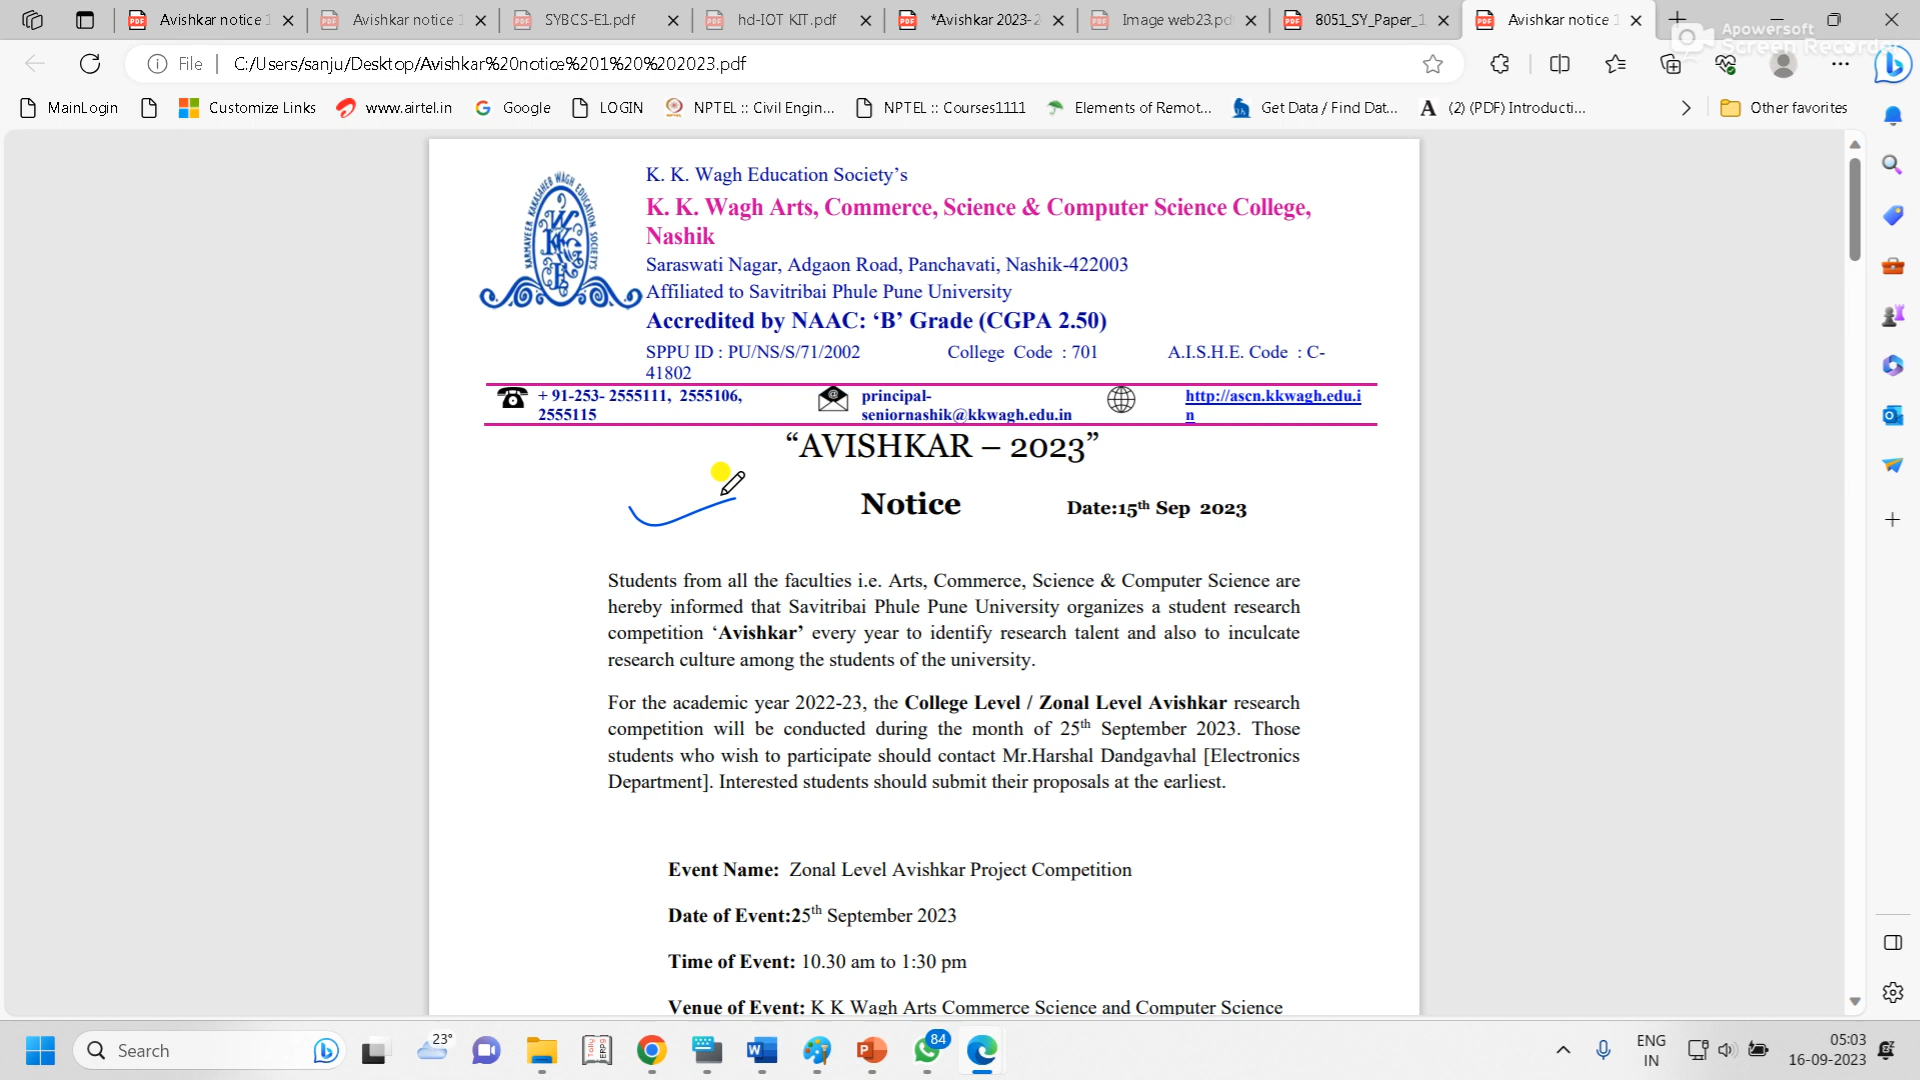 Avishkar notice 1
Avishkar notice 1
SYBCS-E1.pdf
hd-IOT KIT.pdf
*Avishkar 2023-2
Image web23.pdf
8051_SY_Paper_1
Avishkar notice 1
Apowersoft
Screen Recorder
File
C:/Users/sanju/Desktop/Avishkar%20notice%201%20%202023.pdf
MainLogin
Customize Links
www.airtel.in
Google
LOGIN
NPTEL :: Civil Engin...
NPTEL :: Courses1111
Elements of Remot...
Get Data / Find Dat...
(2) (PDF) Introducti...
Other favorites
KARMAVEER KAKASAHEB WAGH EDUCATION SOCIETY'S
K. K. Wagh Education Society’s
K. K. Wagh Arts, Commerce, Science & Computer Science College,
Nashik
Saraswati Nagar, Adgaon Road, Panchavati, Nashik-422003
Affiliated to Savitribai Phule Pune University
Accredited by NAAC: ‘B’ Grade (CGPA 2.50)
SPPU ID : PU/NS/S/71/2002 College Code : 701 A.I.S.H.E. Code : C-
41802
+ 91-253- 2555111, 2555106,
2555115
principal-
seniornashik@kkwagh.edu.in
http://ascn.kkwagh.edu.i
n
“AVISHKAR – 2023”
Notice
Date:15th Sep 2023
Students from all the faculties i.e. Arts, Commerce, Science & Computer Science are
hereby informed that Savitribai Phule Pune University organizes a student research
competition ‘Avishkar’ every year to identify research talent and also to inculcate
research culture among the students of the university.
For the academic year 2022-23, the College Level / Zonal Level Avishkar research
competition will be conducted during the month of 25th September 2023. Those
students who wish to participate should contact Mr.Harshal Dandgavhal [Electronics
Department]. Interested students should submit their proposals at the earliest.
Event Name: Zonal Level Avishkar Project Competition
Date of Event:25th September 2023
Time of Event: 10.30 am to 1:30 pm
Venue of Event: K K Wagh Arts Commerce Science and Computer Science
Search
23°
84
ENG
IN
05:03
16-09-2023